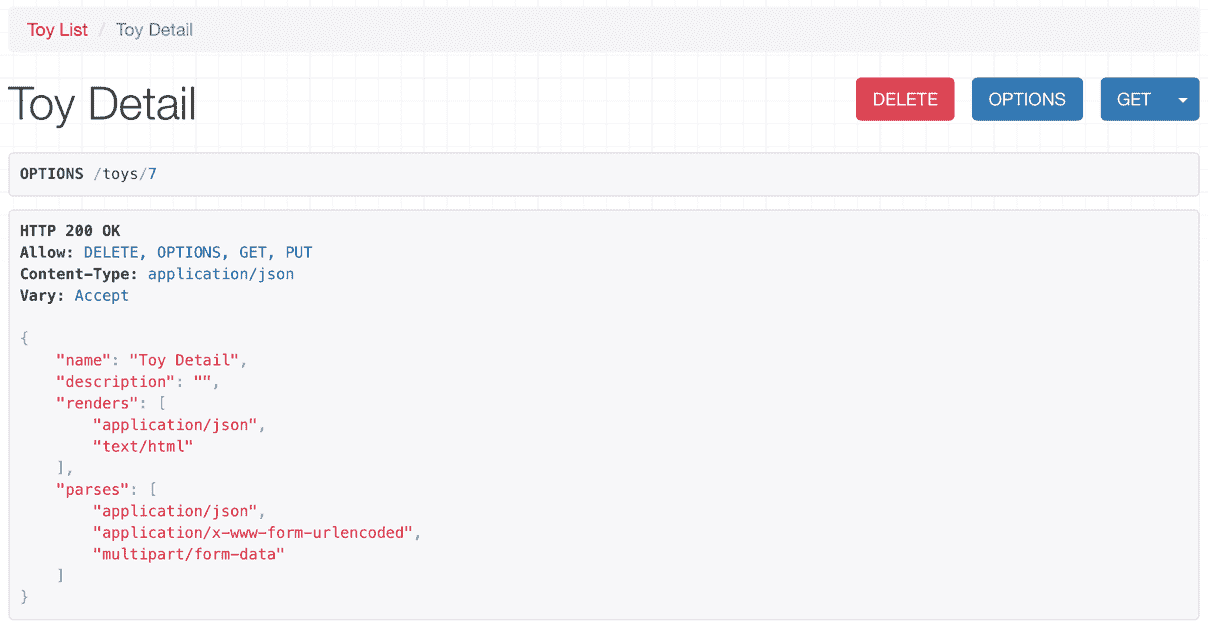 Toy List / Toy Detail
Toy Detail
DELETE OPTIONS GET
OPTIONS /toys/7
HTTP 200 OK
Allow: DELETE, OPTIONS, GET, PUT
Content-Type: application/json
Vary: Accept
{
    "name": "Toy Detail",
    "description": "",
    "renders": [
        "application/json",
        "text/html"
    ],
    "parses": [
        "application/json",
        "application/x-www-form-urlencoded",
        "multipart/form-data"
    ]
}